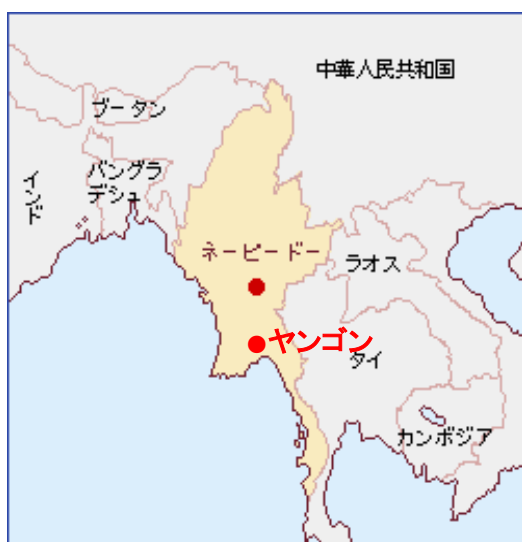 中華人民共和国
ブータン
バングラ
デシュ
インド
ネーピードー
ラオス
ヤンゴン
タイ
カンボジア